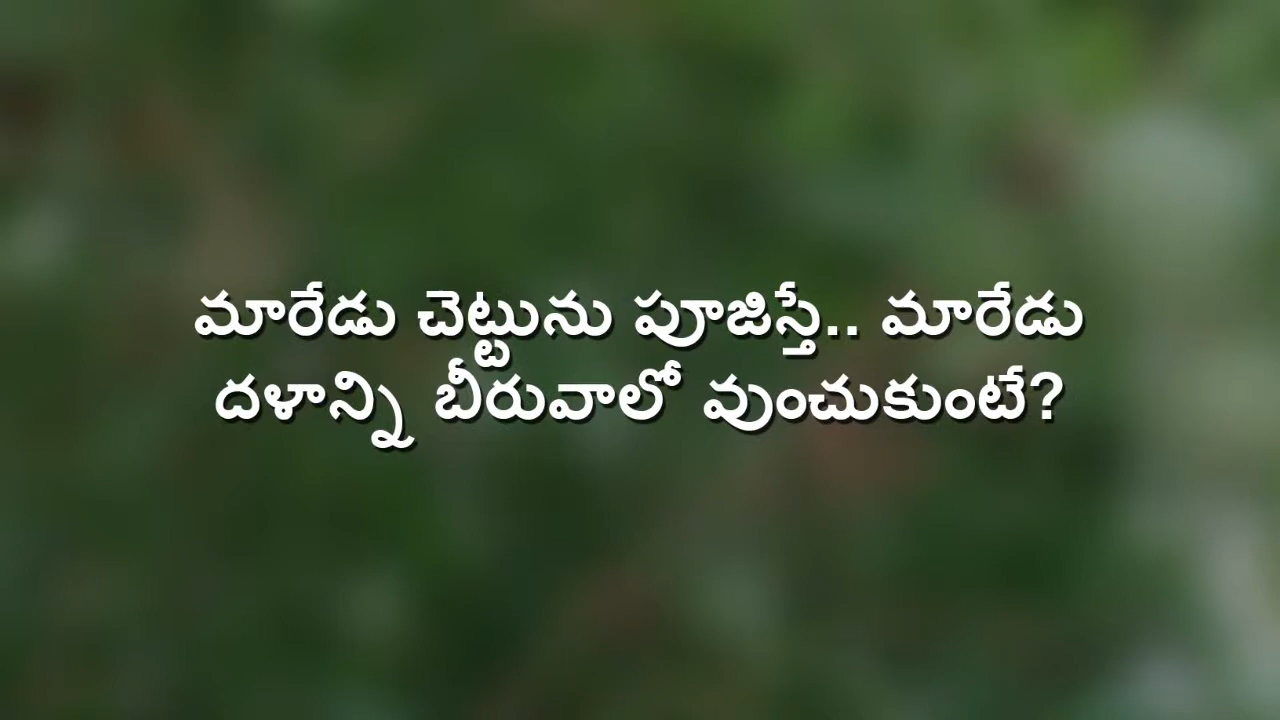 మారేడు చెట్టును పూజిస్తే.. మారేడు
దళాన్ని బీరువాలో వుంచుకుంటే?